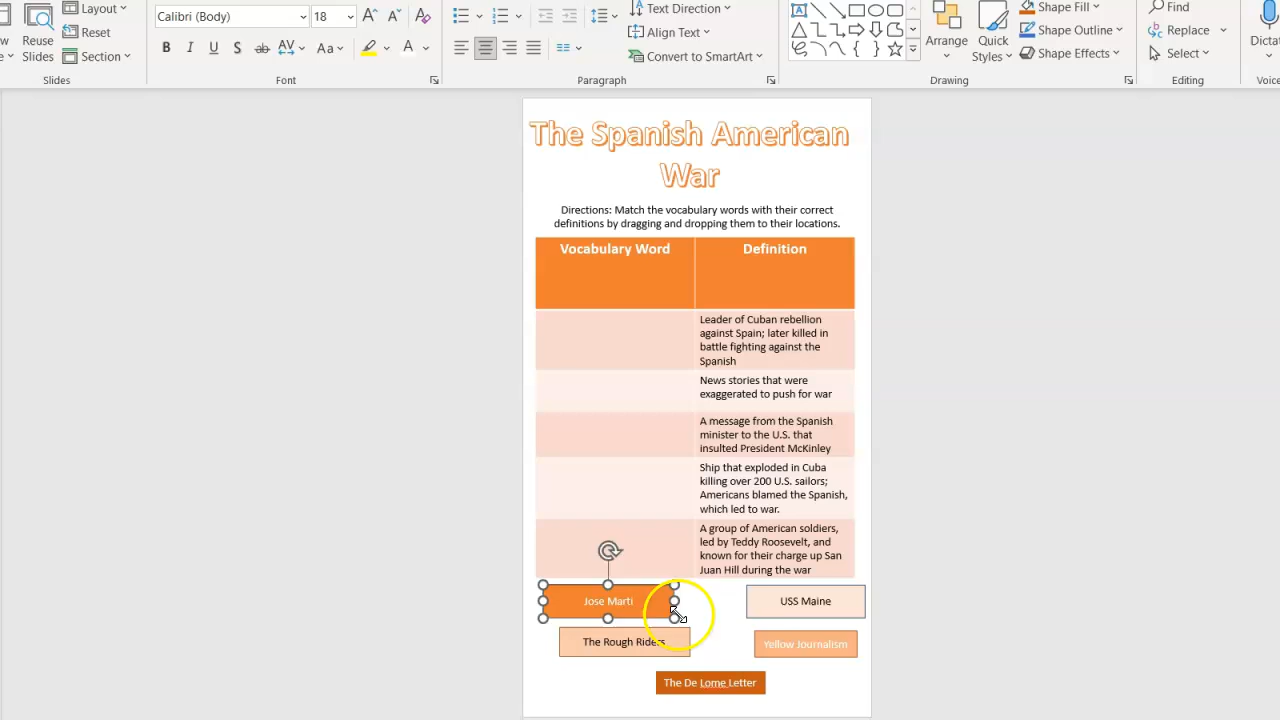 Layout
Reuse
Slides
Reset
Section
Slides
Calibri (Body)
18
A A A
B I U S ab AV Aa A
Font
Text Direction
Align Text
Convert to SmartArt
Paragraph
A
Arrange
Quick
Styles
Shape Fill
Shape Outline
Shape Effects
Drawing
Find
Replace
Select
Editing
The Spanish American
War
Directions: Match the vocabulary words with their correct
definitions by dragging and dropping them to their locations.
Vocabulary Word
Definition
Leader of Cuban rebellion
against Spain; later killed in
battle fighting against the
Spanish
News stories that were
exaggerated to push for war
A message from the Spanish
minister to the U.S. that
insulted President McKinley
Ship that exploded in Cuba
killing over 200 U.S. sailors;
Americans blamed the Spanish,
which led to war.
A group of American soldiers,
led by Teddy Roosevelt, and
known for their charge up San
Juan Hill during the war
Jose Marti
USS Maine
The Rough Riders
Yellow Journalism
The De Lome Letter